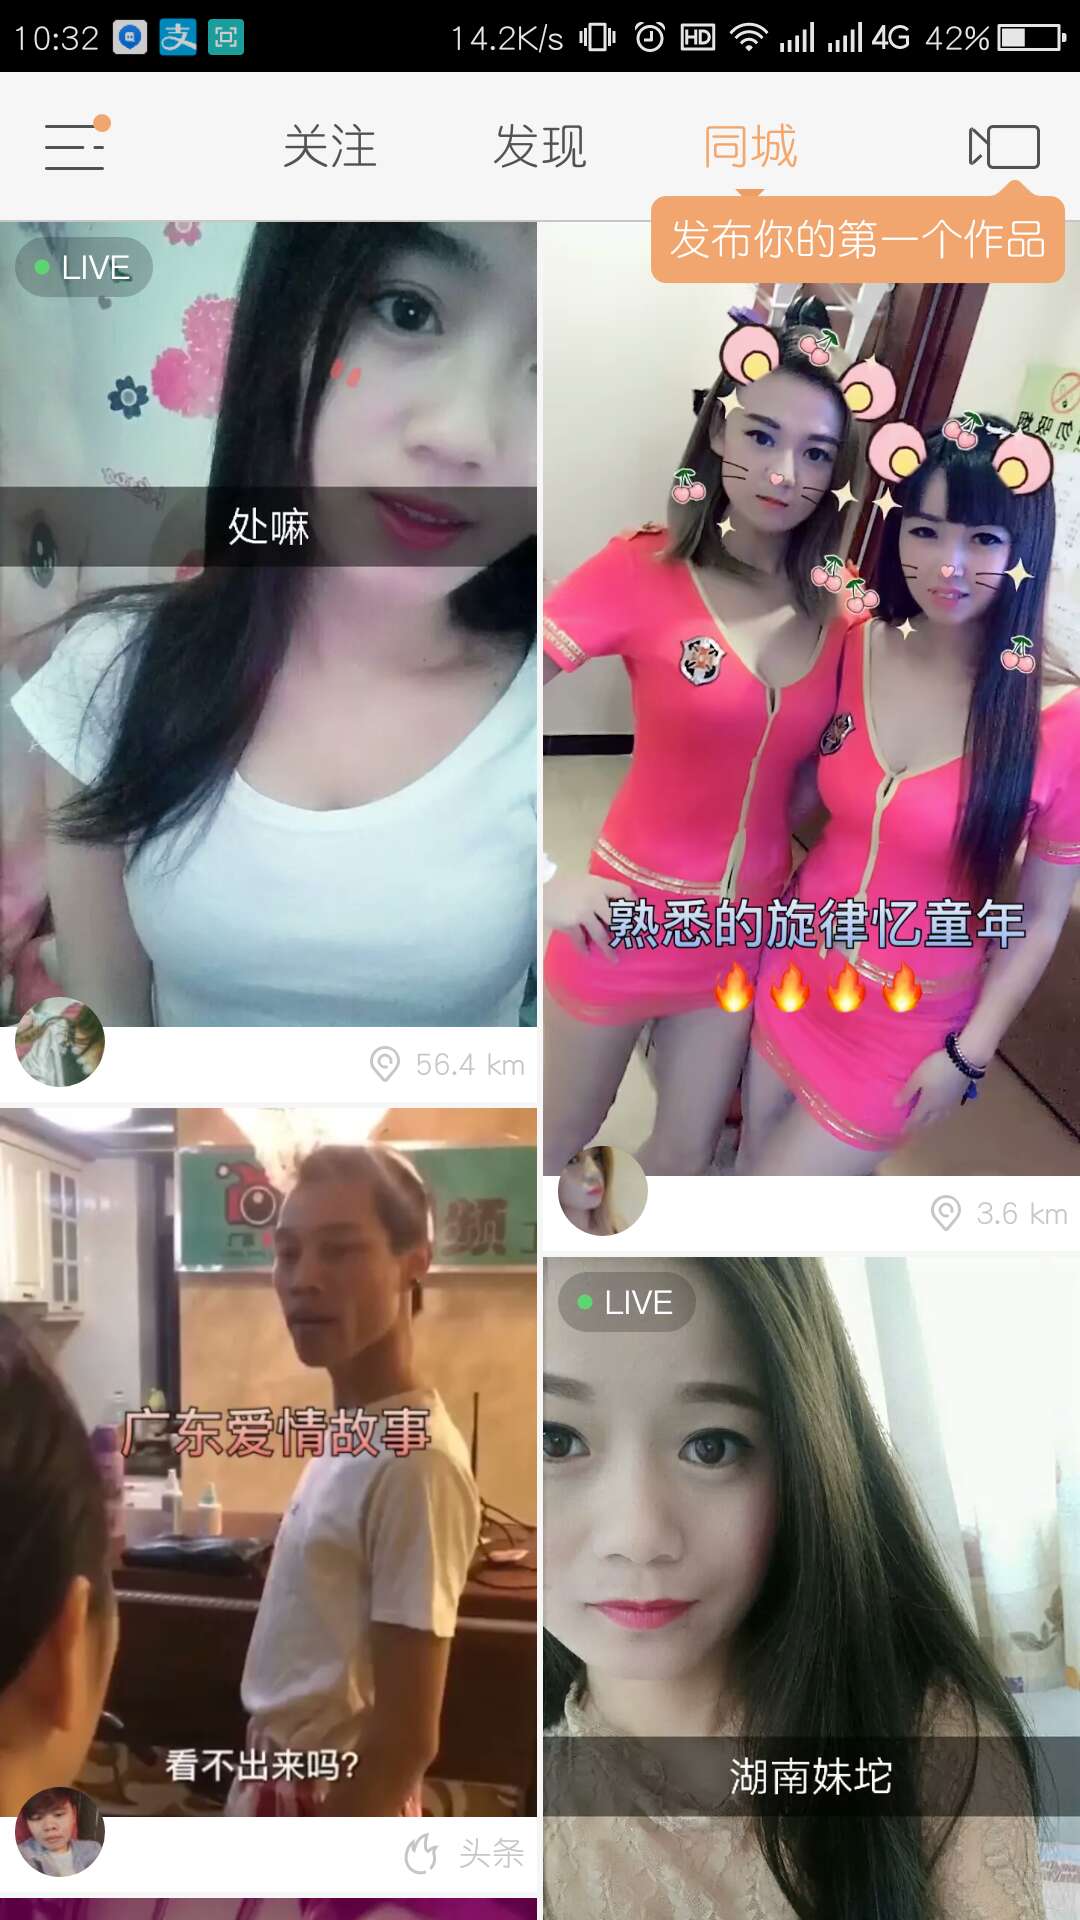 10:32 支 14.2K/s HD 4G 42%
关注 发现 同城
发布你的第一个作品
LIVE
处嘛
56.4 km
熟悉的旋律忆童年
3.6 km
广东爱情故事
看不出来吗?
头条
LIVE
湖南妹坨